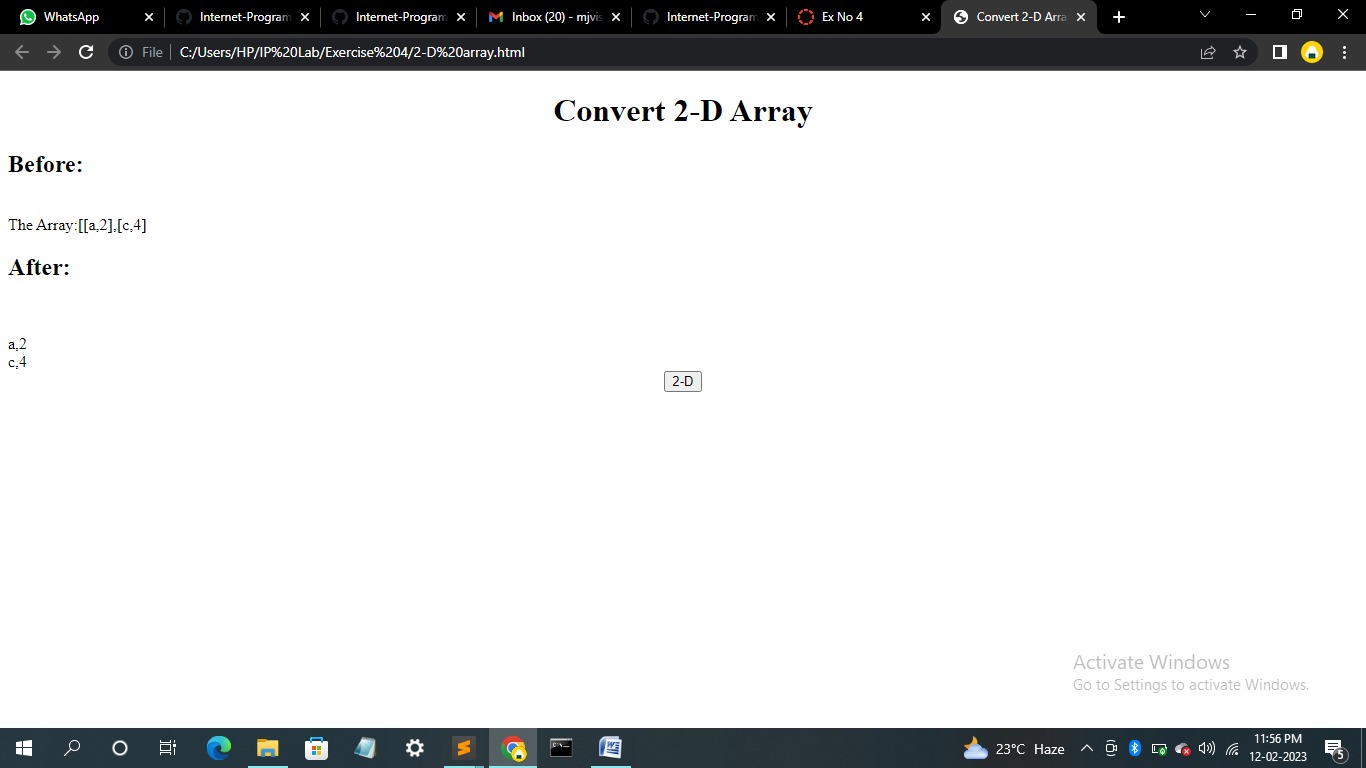 WhatsApp
Internet-Program
Internet-Program
Inbox (20) - mjvis
Internet-Program
Ex No 4
Convert 2-D Arra
File
C:/Users/HP/IP%20Lab/Exercise%204/2-D%20array.html
Convert 2-D Array
Before:
The Array:[[a,2],[c,4]
After:
a,2
c,4
2-D
Activate Windows
Go to Settings to activate Windows.
23°C Haze
11:56 PM
12-02-2023
5